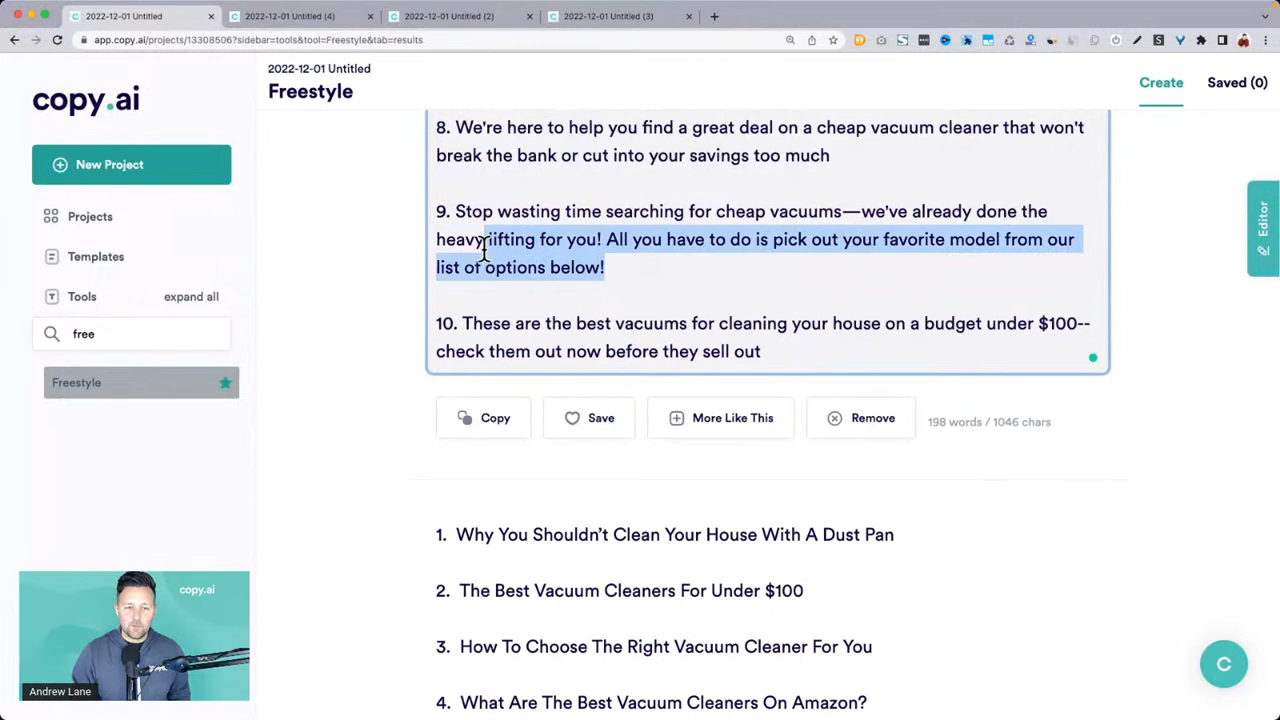 2022-12-01 Untitled
2022-12-01 Untitled (4)
2022-12-01 Untitled (2)
2022-12-01 Untitled (3)
app.copy.ai/projects/13308506?sidebar=tools&tool=Freestyle&tab=results
copy.ai
New Project
Projects
Templates
Tools
expand all
free
Freestyle
2022-12-01 Untitled
Freestyle
Create
Saved (0)
8. We're here to help you find a great deal on a cheap vacuum cleaner that won't
break the bank or cut into your savings too much
9. Stop wasting time searching for cheap vacuums—we've already done the
heavy lifting for you! All you have to do is pick out your favorite model from our
list of options below!
10. These are the best vacuums for cleaning your house on a budget under $100--
check them out now before they sell out
Copy
Save
More Like This
Remove
198 words / 1046 chars
1. Why You Shouldn’t Clean Your House With A Dust Pan
2. The Best Vacuum Cleaners For Under $100
3. How To Choose The Right Vacuum Cleaner For You
4. What Are The Best Vacuum Cleaners On Amazon?
Editor
copy.ai
Andrew Lane
C